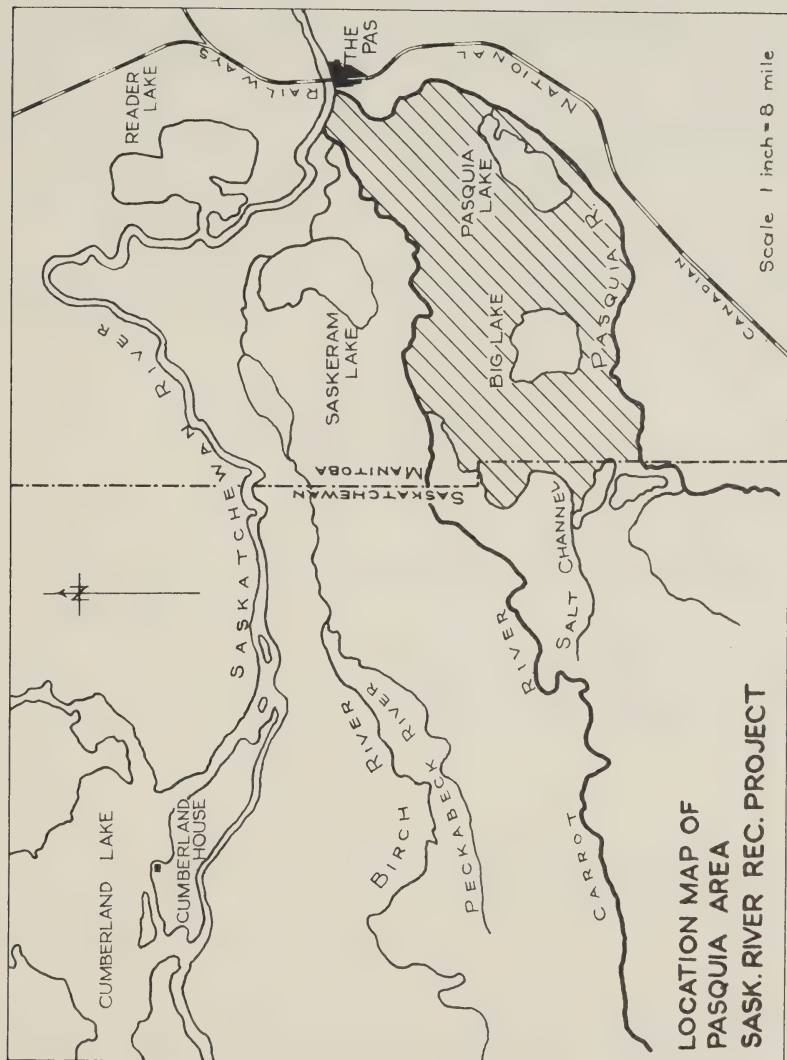 CUMBERLAND LAKE
CUMBERLAND
HOUSE
N
SASKATCHEWAN RIVER
READER
LAKE
RAILWAYS
THE PAS
SASKERAM
LAKE
SASKATCHEWAN
MANITOBA
BIRCH RIVER
PECKABECK RIVER
BIG LAKE
PASQUIA
LAKE
PASQUIA R.
CANADIAN NATIONAL
SALT CHANNEL
CARROT RIVER
LOCATION MAP OF
PASQUIA AREA
SASK. RIVER REC. PROJECT
Scale 1 inch = 8 mile